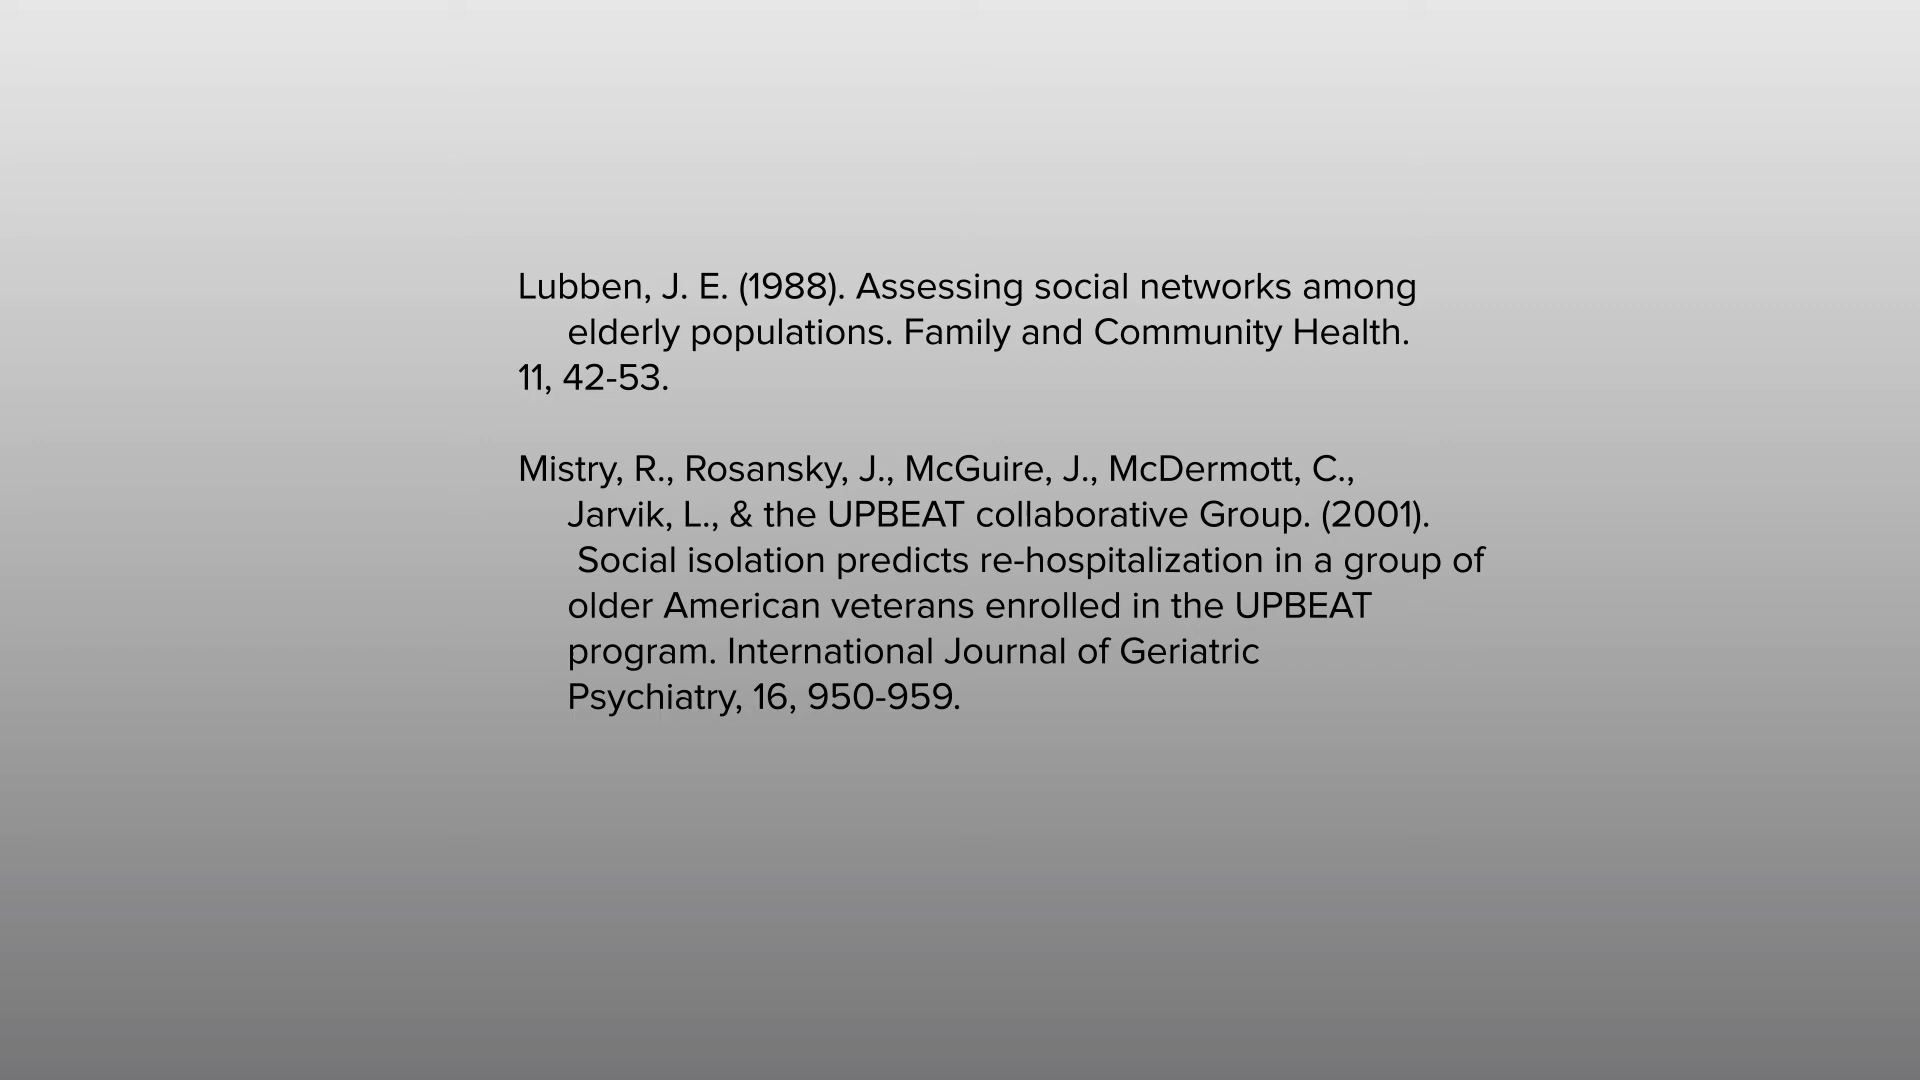 Lubben, J. E. (1988). Assessing social networks among
elderly populations. Family and Community Health.
11, 42-53.
Mistry, R., Rosansky, J., McGuire, J., McDermott, C.,
Jarvik, L., & the UPBEAT collaborative Group. (2001).
Social isolation predicts re-hospitalization in a group of
older American veterans enrolled in the UPBEAT
program. International Journal of Geriatric
Psychiatry, 16, 950-959.